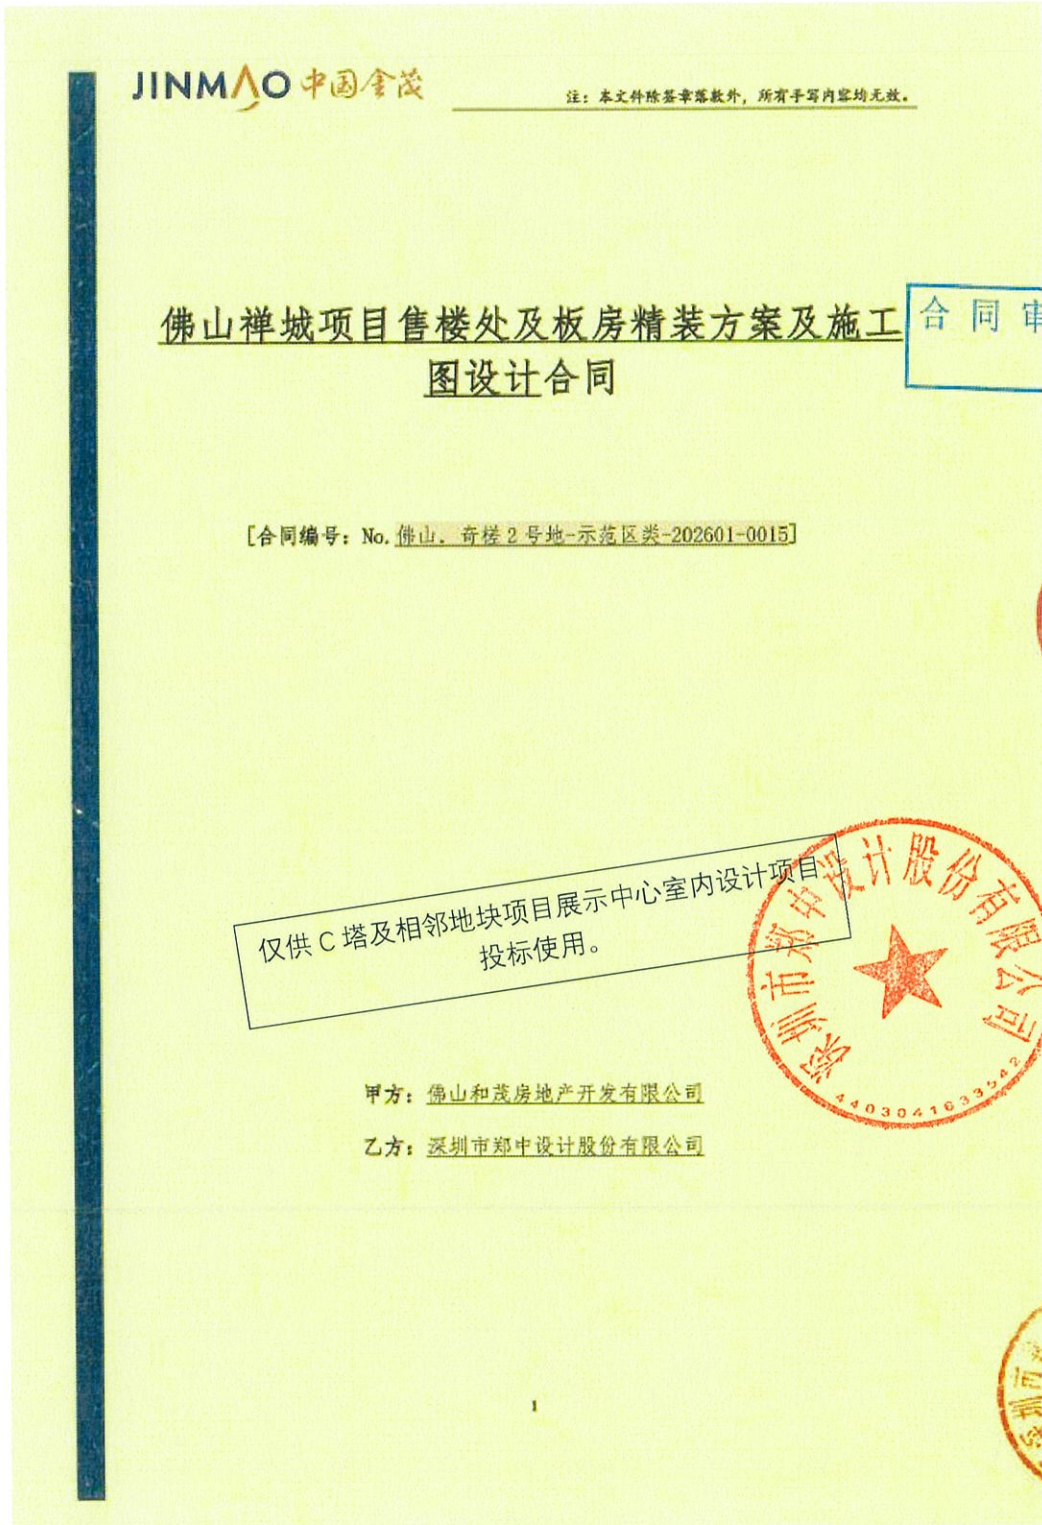 JINMAO 中国金茂
注：本文件除签章落款外，所有手写内容均无效。
佛山禅城项目售楼处及板房精装方案及施工
图设计合同
合同审
[合同编号：No.佛山．奇槎2号地-示范区类-202601-0015]
仅供C塔及相邻地块项目展示中心室内设计项目
投标使用。
深圳市郑中设计股份有限公司
4403041633542
甲方：佛山和茂房地产开发有限公司
乙方：深圳市郑中设计股份有限公司
1